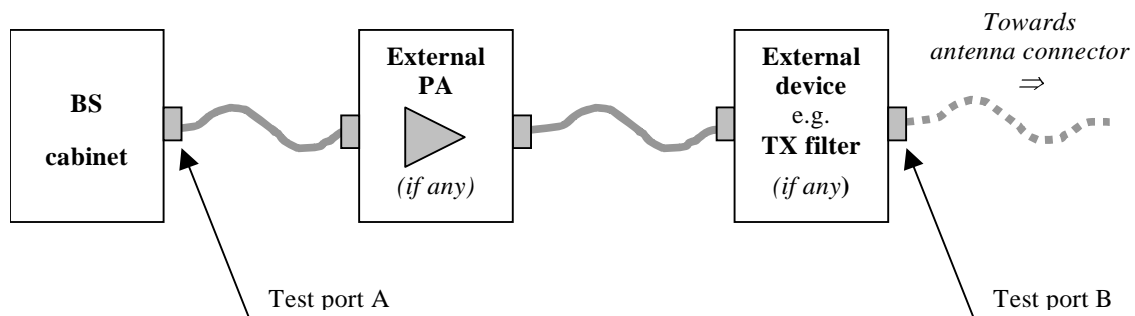 BS
cabinet
External
PA
(if any)
External
device
e.g.
TX filter
(if any)
Towards
antenna connector
⇒
Test port A
Test port B